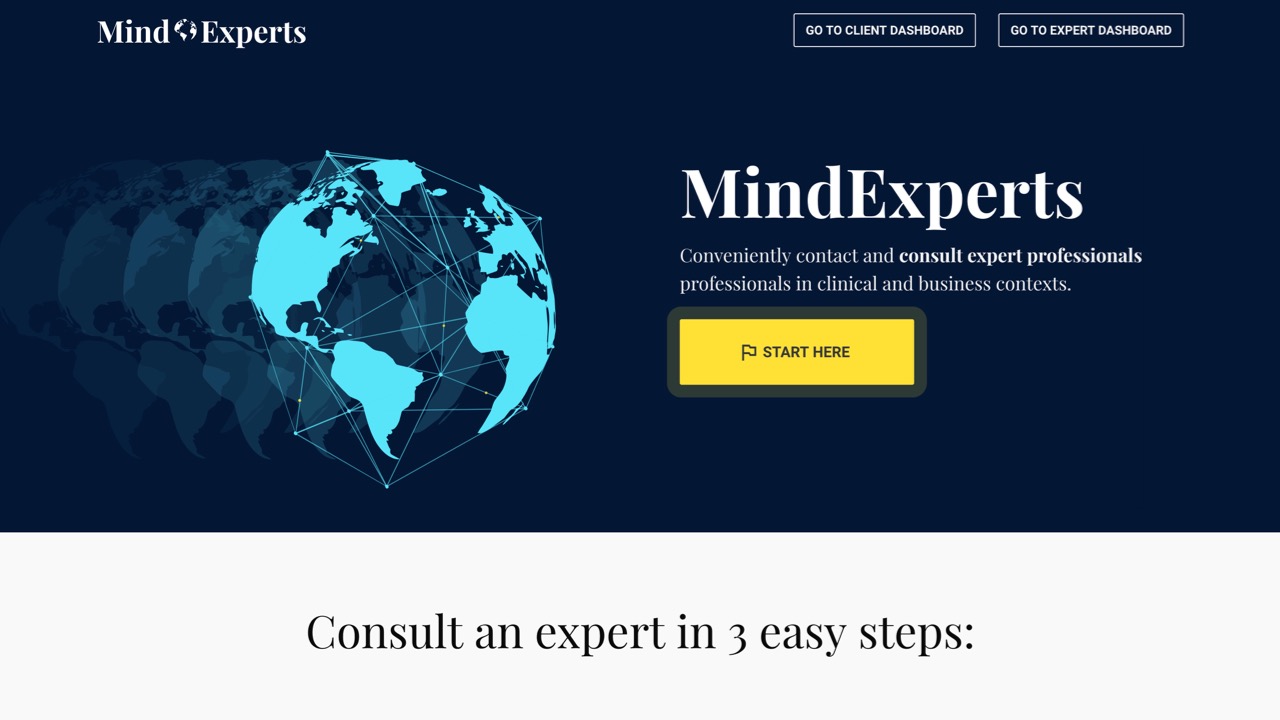 Mind Experts
GO TO CLIENT DASHBOARD
GO TO EXPERT DASHBOARD
MindExperts
Conveniently contact and consult expert professionals
professionals in clinical and business contexts.
START HERE
Consult an expert in 3 easy steps: